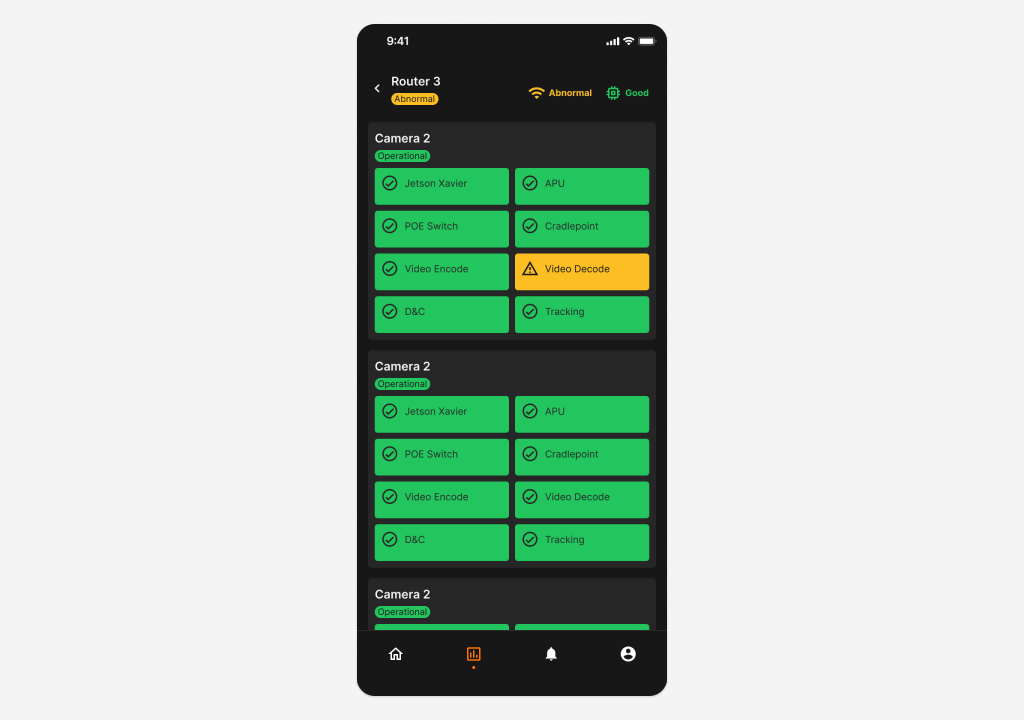 9:41
Router 3
Abnormal
Abnormal Good
Camera 2
Operational
Jetson Xavier APU
POE Switch Cradlepoint
Video Encode Video Decode
D&C Tracking
Camera 2
Operational
Jetson Xavier APU
POE Switch Cradlepoint
Video Encode Video Decode
D&C Tracking
Camera 2
Operational